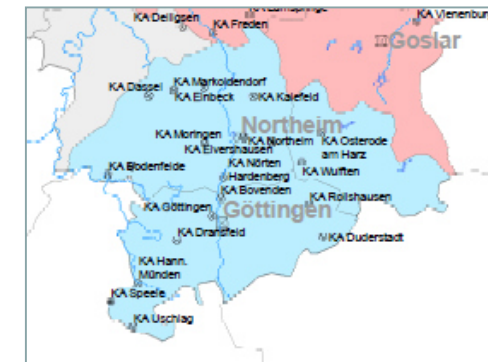 KA Delligsen
KA Freden
KA Lamspringe
KA Vienenburg
Goslar
KA Dassel
KA Markoldendorf
KA Einbeck
KA Kalefeld
Northeim
KA Moringen
KA Northeim
KA Osterode
am Harz
KA Elvershausen
KA Nörten
Hardenberg
KA Wulften
KA Bodenfelde
KA Bovenden
KA Rollshausen
KA Göttingen
Göttingen
KA Dransfeld
KA Duderstadt
KA Hann.
Münden
KA Speele
KA Uschlag